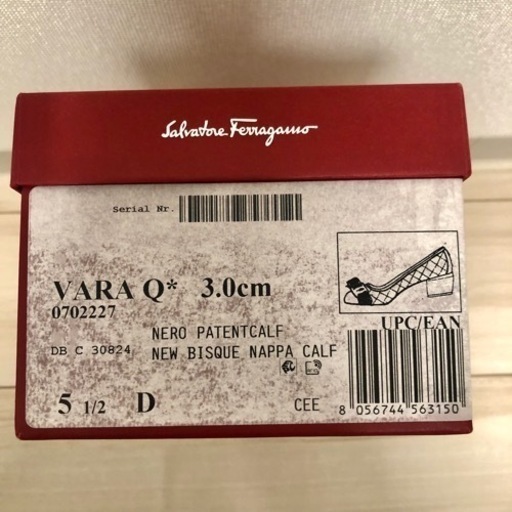 Salvatore Ferragamo
Serial Nr.
VARA Q* 3.0cm
0702227
NERO PATENTCALF
DB C 30824 NEW BISQUE NAPPA CALF
UPC/EAN
5 1/2 D
CEE
8 056744 563150